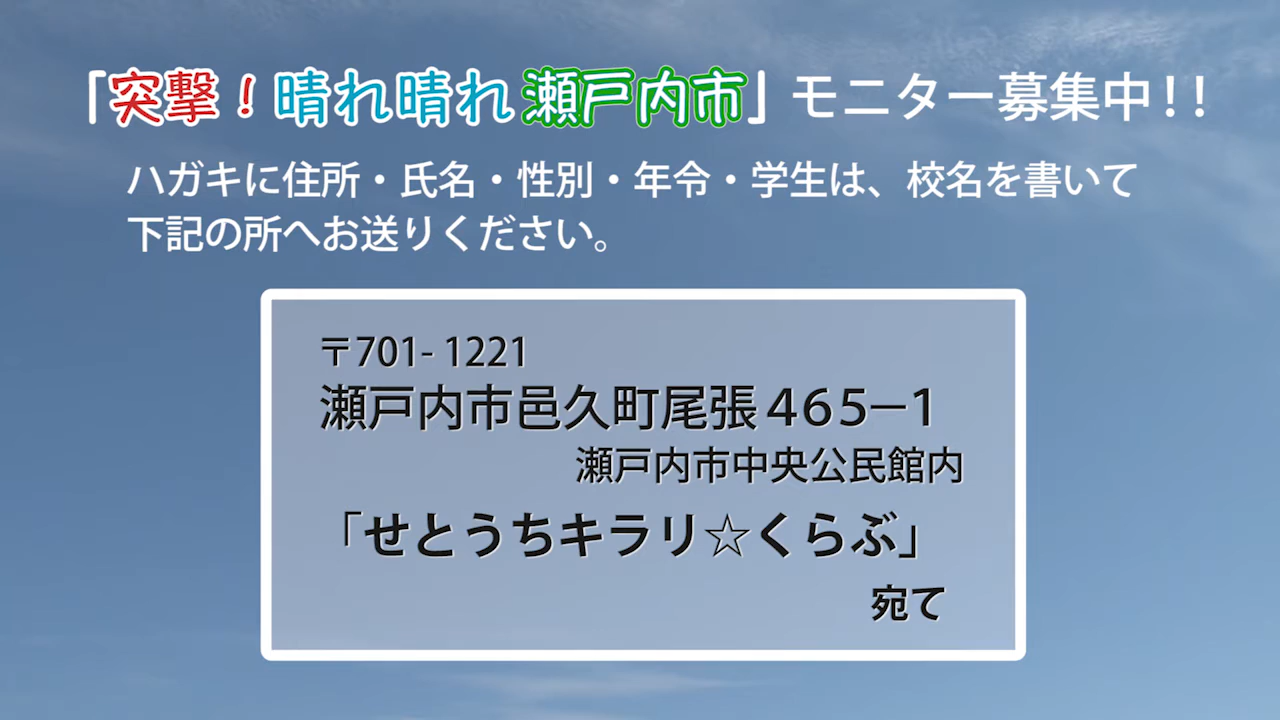 「突撃！晴れ晴れ瀬戸内市」モニター募集中!!
ハガキに住所・氏名・性別・年令・学生は、校名を書いて
下記の所へお送りください。
〒701- 1221
瀬戸内市邑久町尾張４６５−１
瀬戸内市中央公民館内
「せとうちキラリ☆くらぶ」
宛て